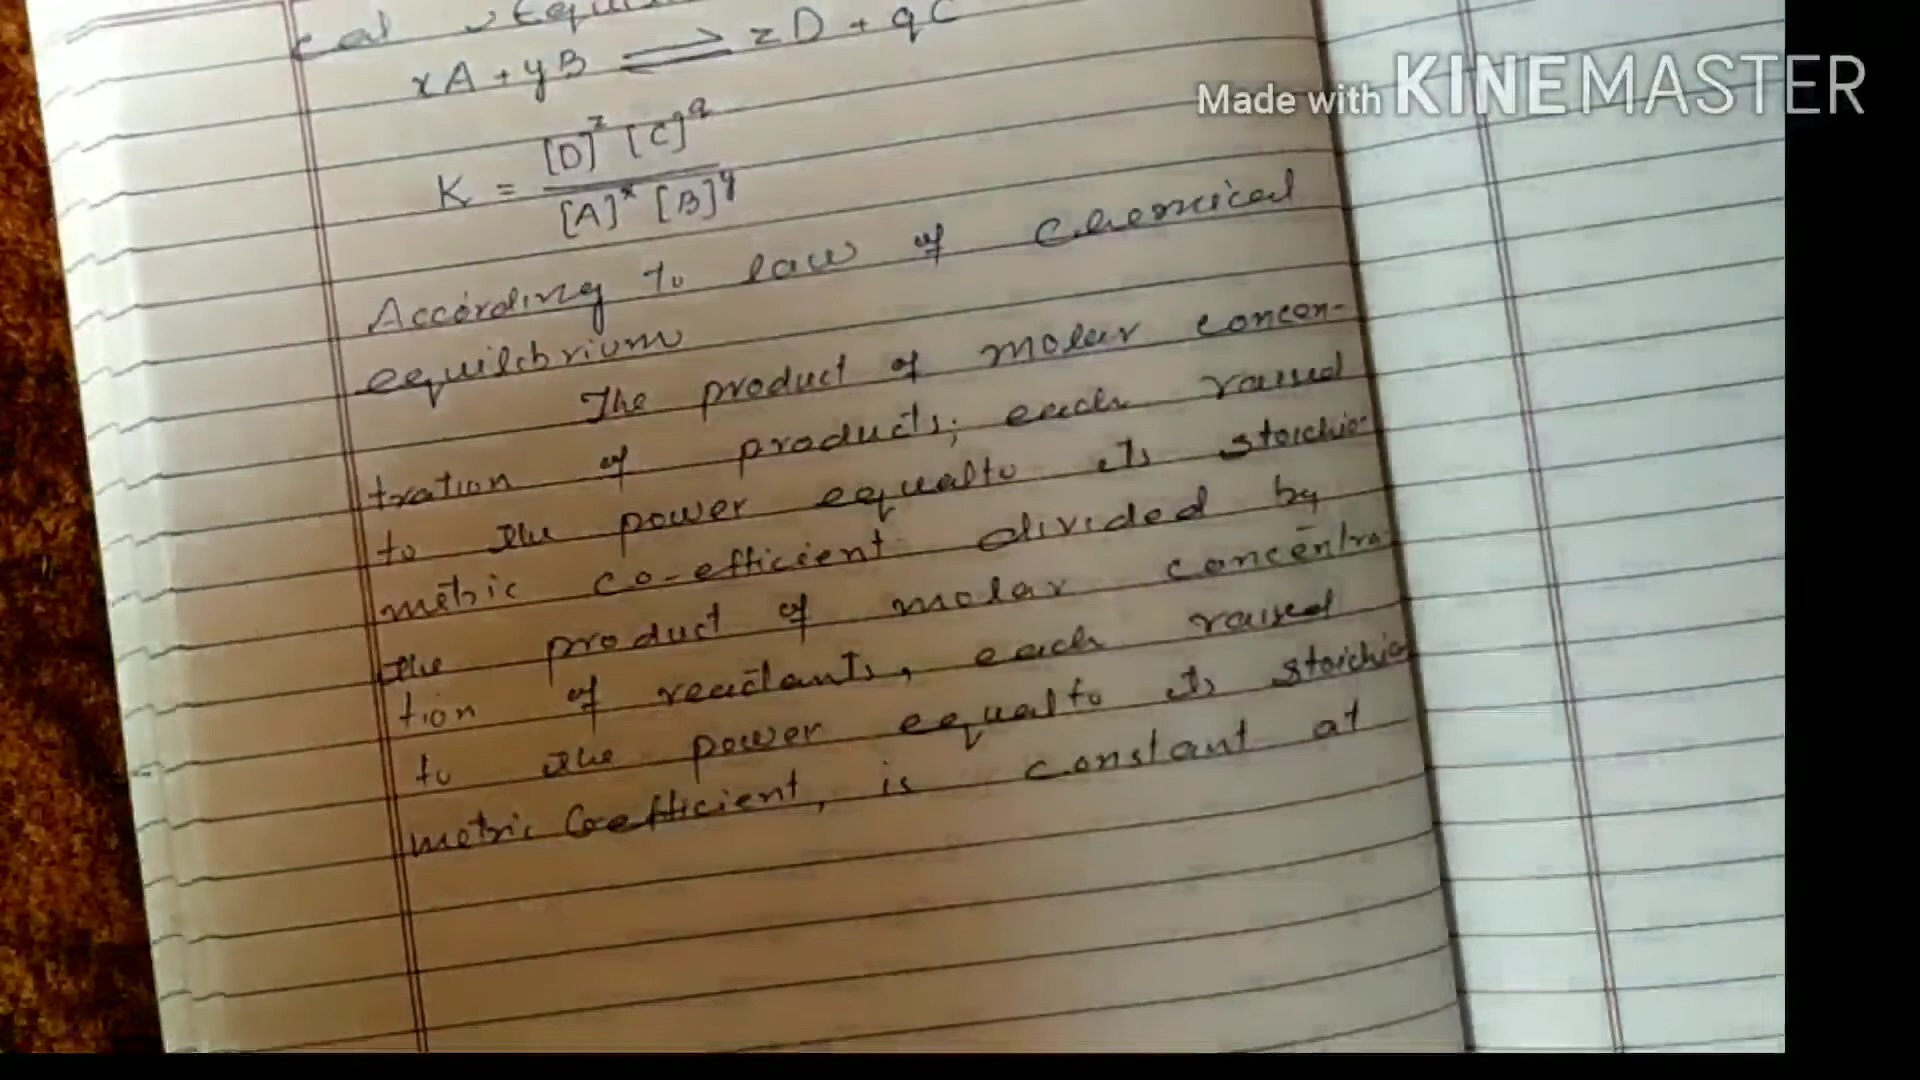 cal
xA + yB ⇌ zD + qC
K = [D]^z [C]^q / [A]^x [B]^y
According to law of chemical
equilibrium
The product of molar concen-
tration of products, each raised
to the power equal to its stoichio-
metric co-efficient divided by
the product of molar concentra-
tion of reactants, each raised
to the power equal to its stoichio
metric Coefficient, is constant at
Made with KINEMASTER